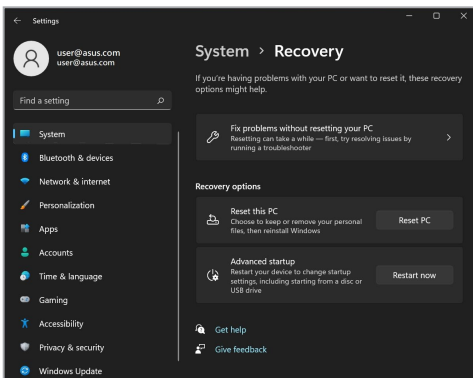 Settings
user@asus.com
user@asus.com
Find a setting
System
Bluetooth & devices
Network & internet
Personalization
Apps
Accounts
Time & language
Gaming
Accessibility
Privacy & security
Windows Update
System › Recovery
If you're having problems with your PC or want to reset it, these recovery
options might help.
Fix problems without resetting your PC
Resetting can take a while — first, try resolving issues by
running a troubleshooter
Recovery options
Reset this PC
Choose to keep or remove your personal
files, then reinstall Windows
Reset PC
Advanced startup
Restart your device to change startup
settings, including starting from a disc or
USB drive
Restart now
Get help
Give feedback